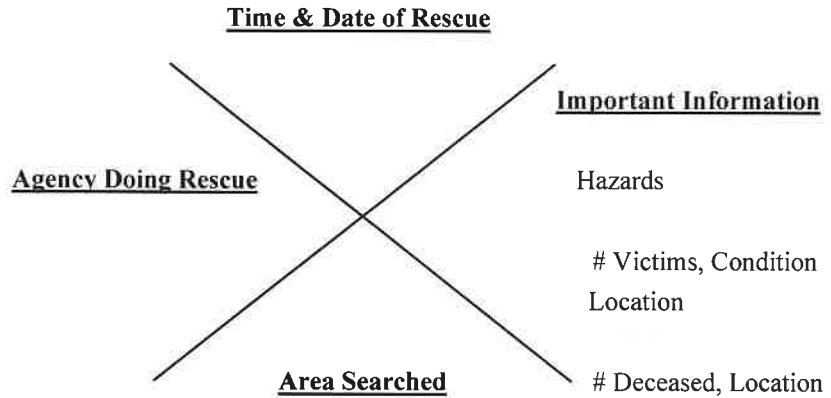 Time & Date of Rescue
Important Information
Agency Doing Rescue
Hazards
# Victims, Condition
Location
Area Searched
# Deceased, Location